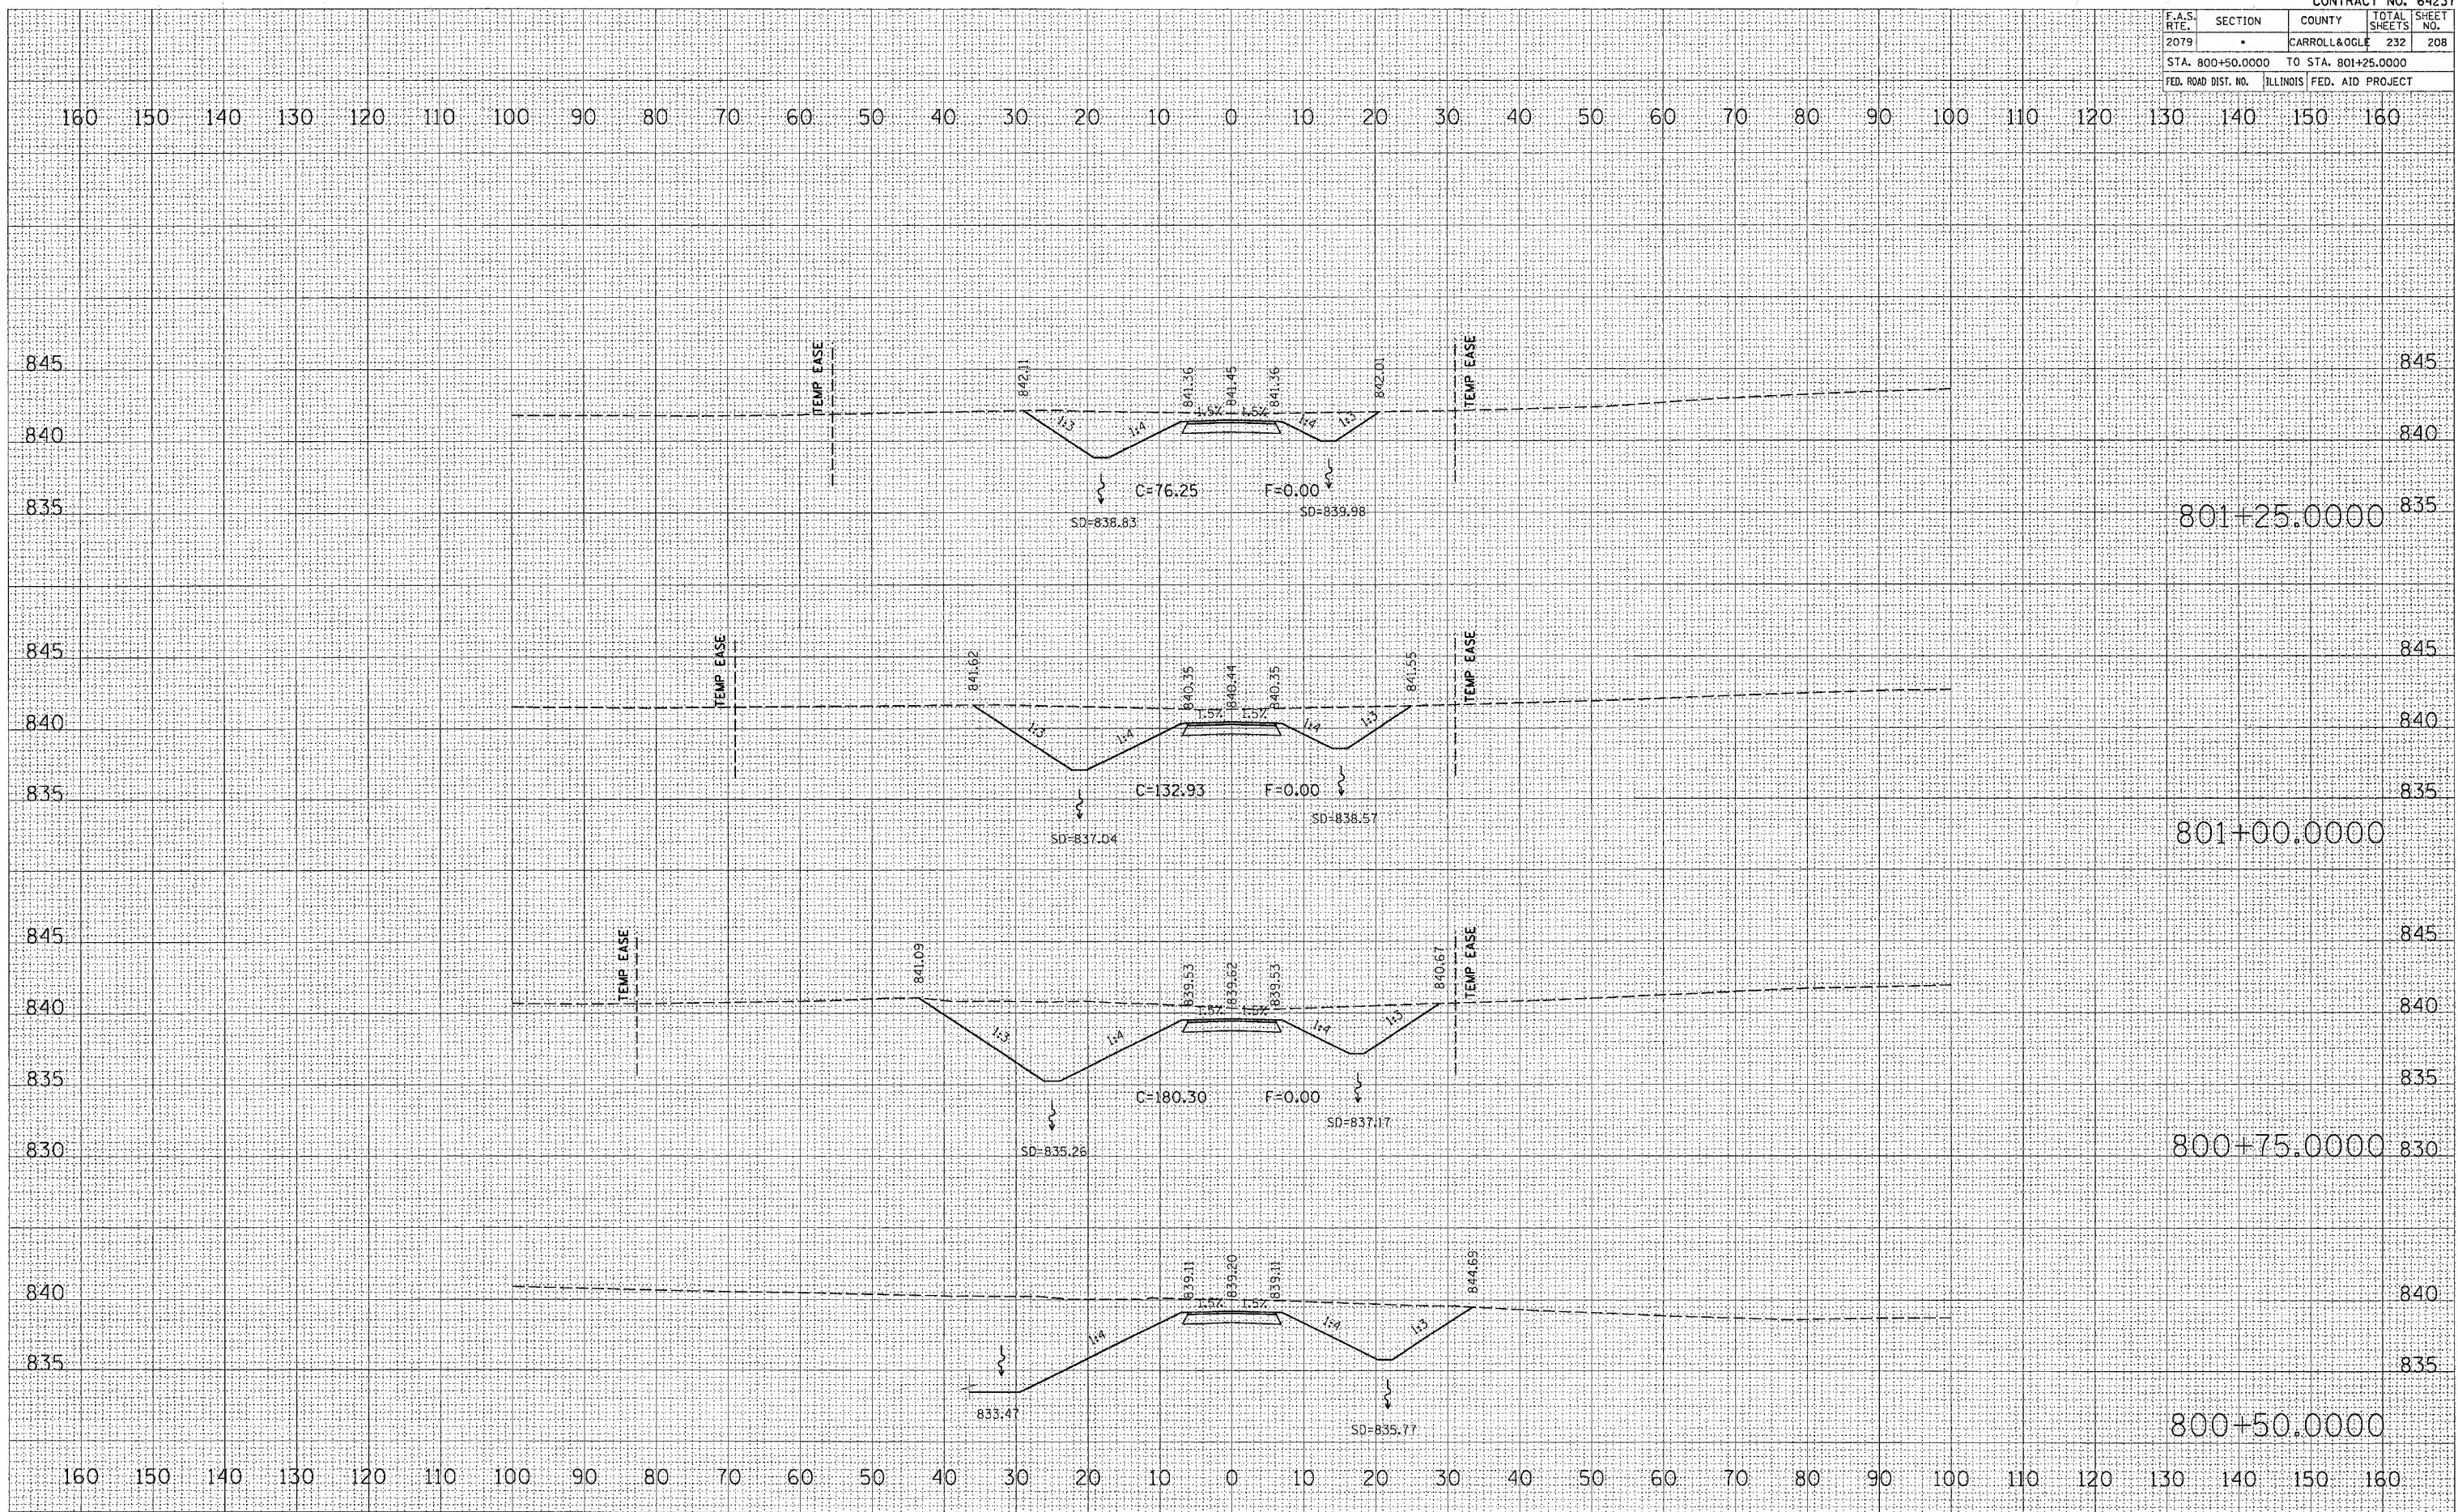 CONTRACT NO. 64237
F.A.S. RTE. SECTION COUNTY TOTAL SHEETS SHEET NO.
2079 • CARROLL&OGLE 232 208
STA. 800+50.0000 TO STA. 801+25.0000
FED. ROAD DIST. NO. ILLINOIS FED. AID PROJECT
160 150 140 130 120 110 100 90 80 70 60 50 40 30 20 10 0 10 20 30 40 50 60 70 80 90 100 110 120 130 140 150 160
TEMP EASE 842.11 841.36 841.45 841.36 842.01 TEMP EASE
845 845
1:3 1:4 1.5% 1.5% 1:4 1:3
840 840
C=76.25 F=0.00
835 SD=838.83 SD=839.98 835
801+25.0000
TEMP EASE 841.62 840.35 840.44 840.35 841.55 TEMP EASE
845 845
1:3 1:4 1.5% 1.5% 1:4 1:3
840 840
C=132.93 F=0.00
835 835
SD=837.04 SD=838.57
801+00.0000
TEMP EASE 841.09 839.53 839.62 839.53 840.67 TEMP EASE
845 845
840 840
1:3 1:4 1.5% 1.5% 1:4 1:3
835 835
C=180.30 F=0.00
SD=835.26 SD=837.17
830 800+75.0000 830
839.11 839.20 839.11 844.69
840 840
1:4 1.5% 1.5% 1:4 1:3
835 835
833.47 SD=835.77
800+50.0000
160 150 140 130 120 110 100 90 80 70 60 50 40 30 20 10 0 10 20 30 40 50 60 70 80 90 100 110 120 130 140 150 160